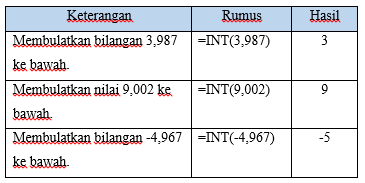 Keterangan Rumus Hasil
Membulatkan bilangan 3,987 =INT(3,987) 3
ke bawah.
Membulatkan nilai 9,002 ke =INT(9,002) 9
bawah.
Membulatkan bilangan -4,967 =INT(-4,967) -5
ke bawah.